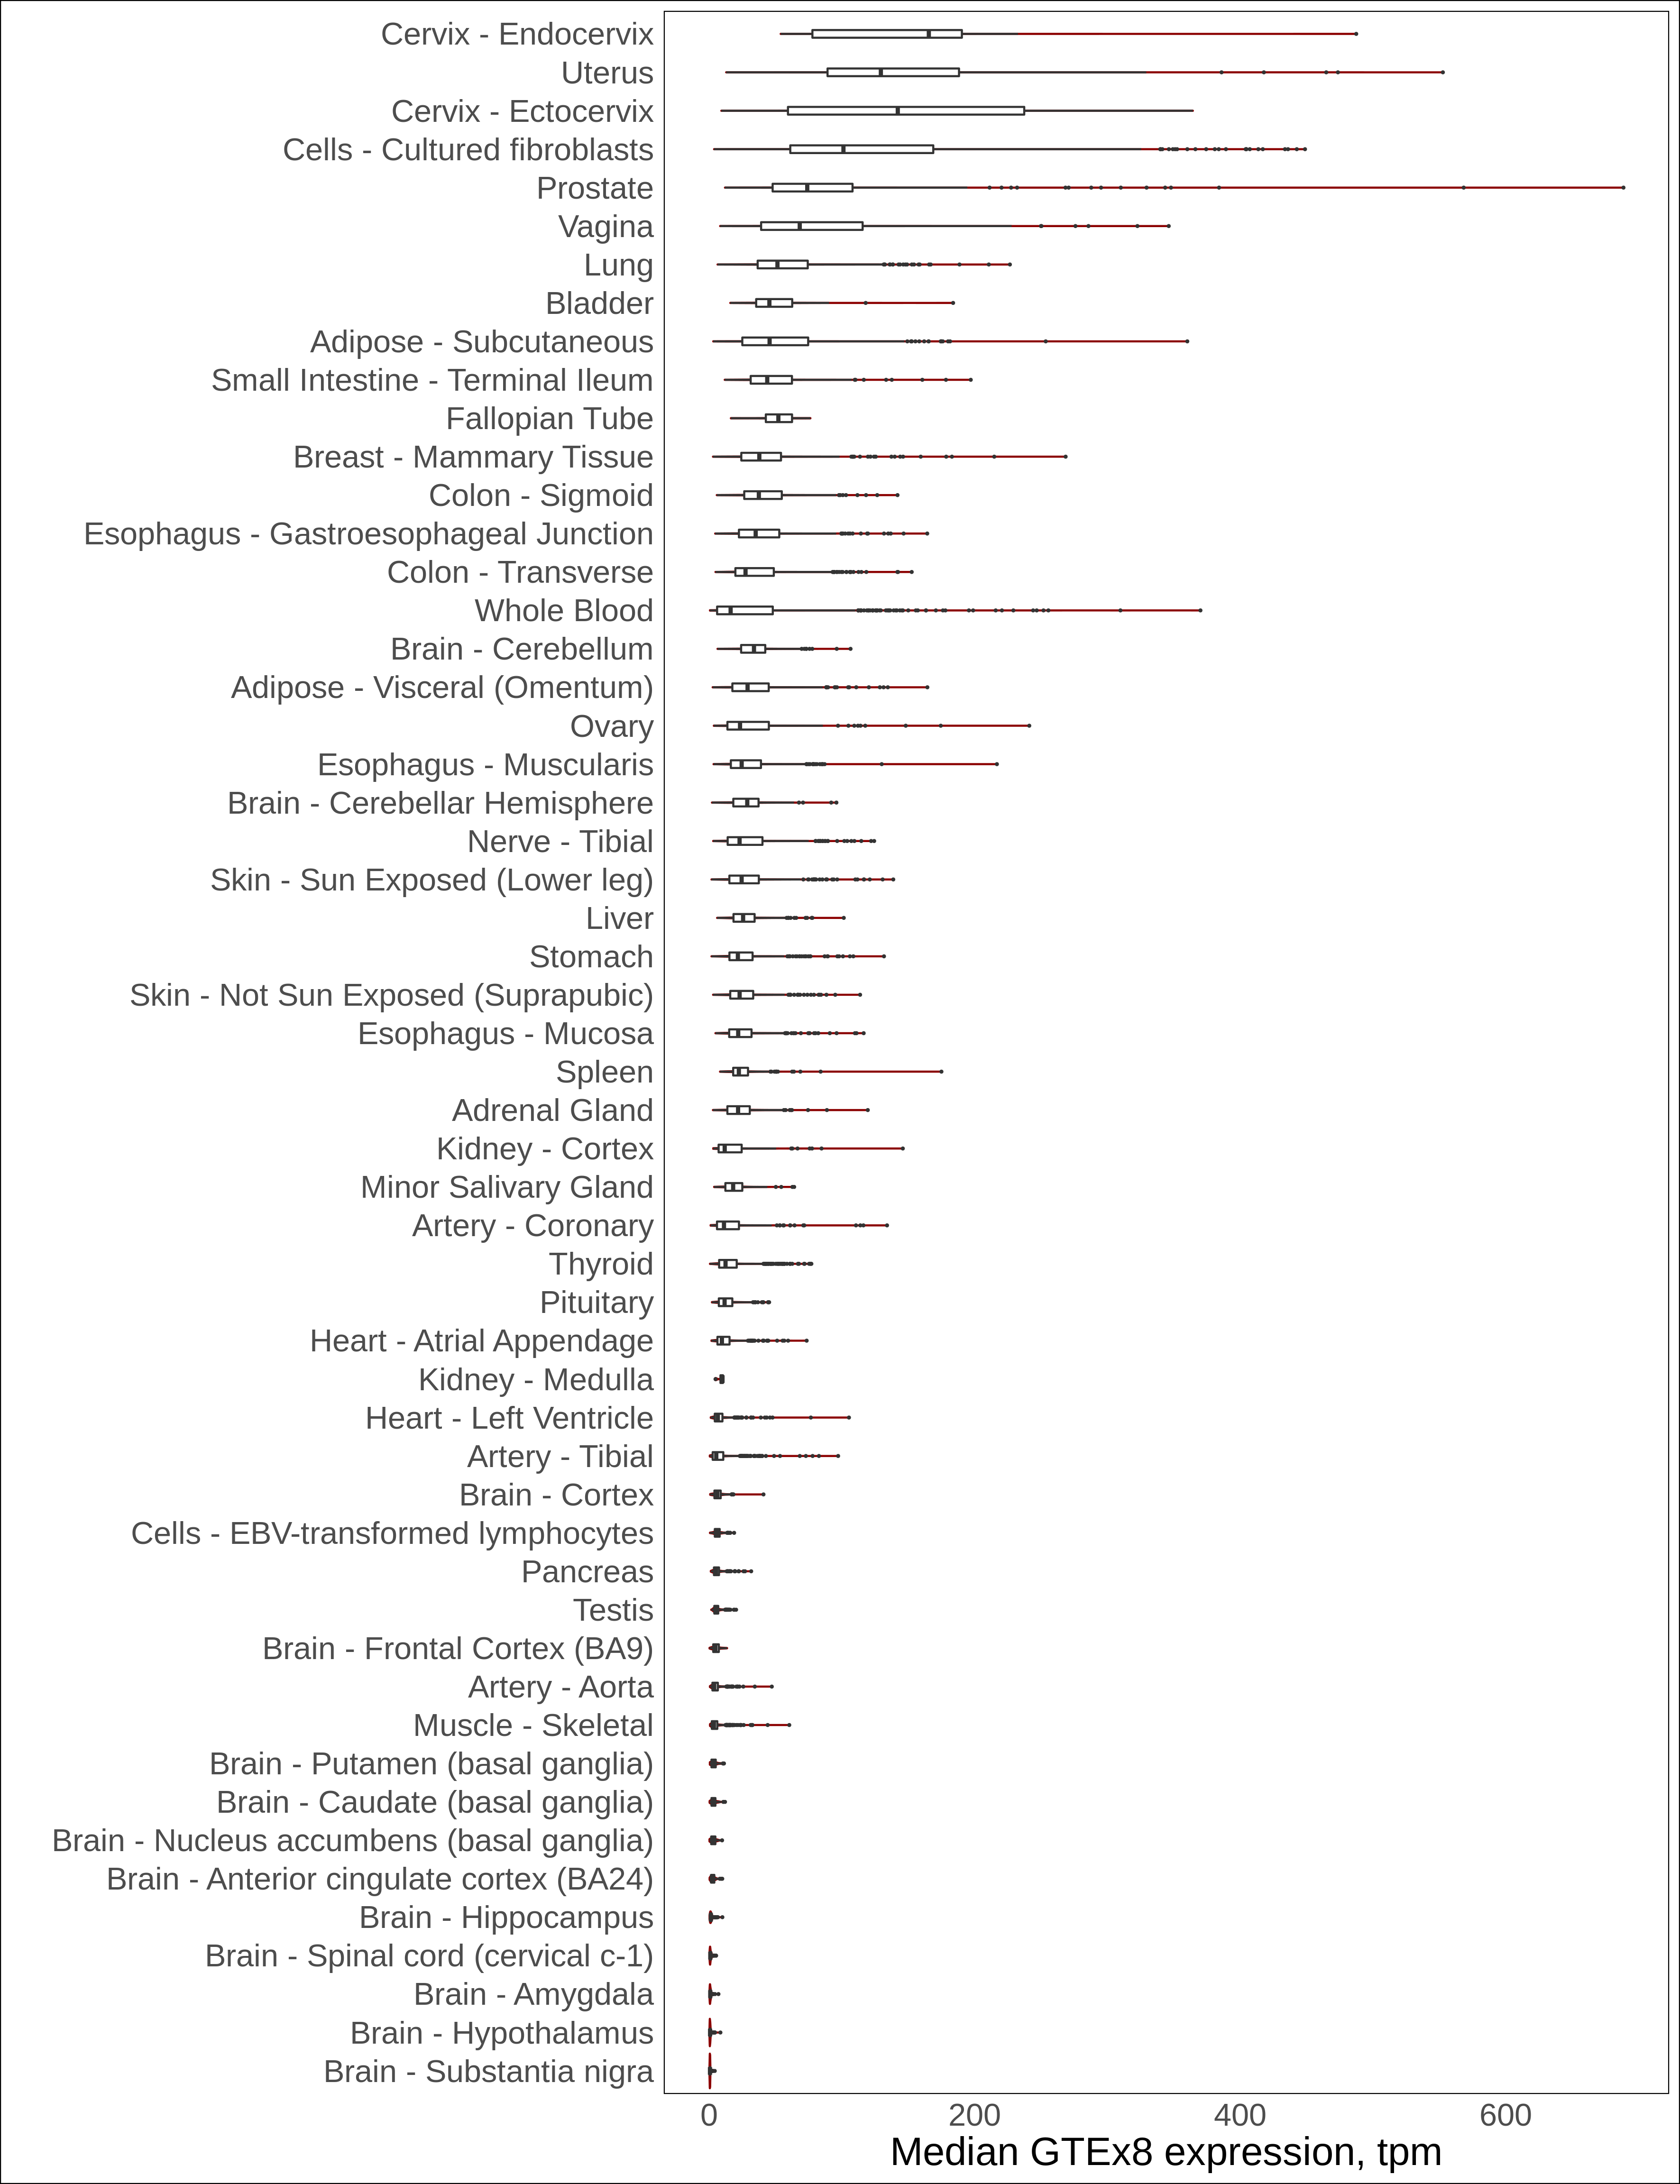 Cervix - Endocervix
Uterus
Cervix - Ectocervix
Cells - Cultured fibroblasts
Prostate
Vagina
Lung
Bladder
Adipose - Subcutaneous
Small Intestine - Terminal Ileum
Fallopian Tube
Breast - Mammary Tissue
Colon - Sigmoid
Esophagus - Gastroesophageal Junction
Colon - Transverse
Whole Blood
Brain - Cerebellum
Adipose - Visceral (Omentum)
Ovary
Esophagus - Muscularis
Brain - Cerebellar Hemisphere
Nerve - Tibial
Skin - Sun Exposed (Lower leg)
Liver
Stomach
Skin - Not Sun Exposed (Suprapubic)
Esophagus - Mucosa
Spleen
Adrenal Gland
Kidney - Cortex
Minor Salivary Gland
Artery - Coronary
Thyroid
Pituitary
Heart - Atrial Appendage
Kidney - Medulla
Heart - Left Ventricle
Artery - Tibial
Brain - Cortex
Cells - EBV-transformed lymphocytes
Pancreas
Testis
Brain - Frontal Cortex (BA9)
Artery - Aorta
Muscle - Skeletal
Brain - Putamen (basal ganglia)
Brain - Caudate (basal ganglia)
Brain - Nucleus accumbens (basal ganglia)
Brain - Anterior cingulate cortex (BA24)
Brain - Hippocampus
Brain - Spinal cord (cervical c-1)
Brain - Amygdala
Brain - Hypothalamus
Brain - Substantia nigra
0 200 400 600
Median GTEx8 expression, tpm